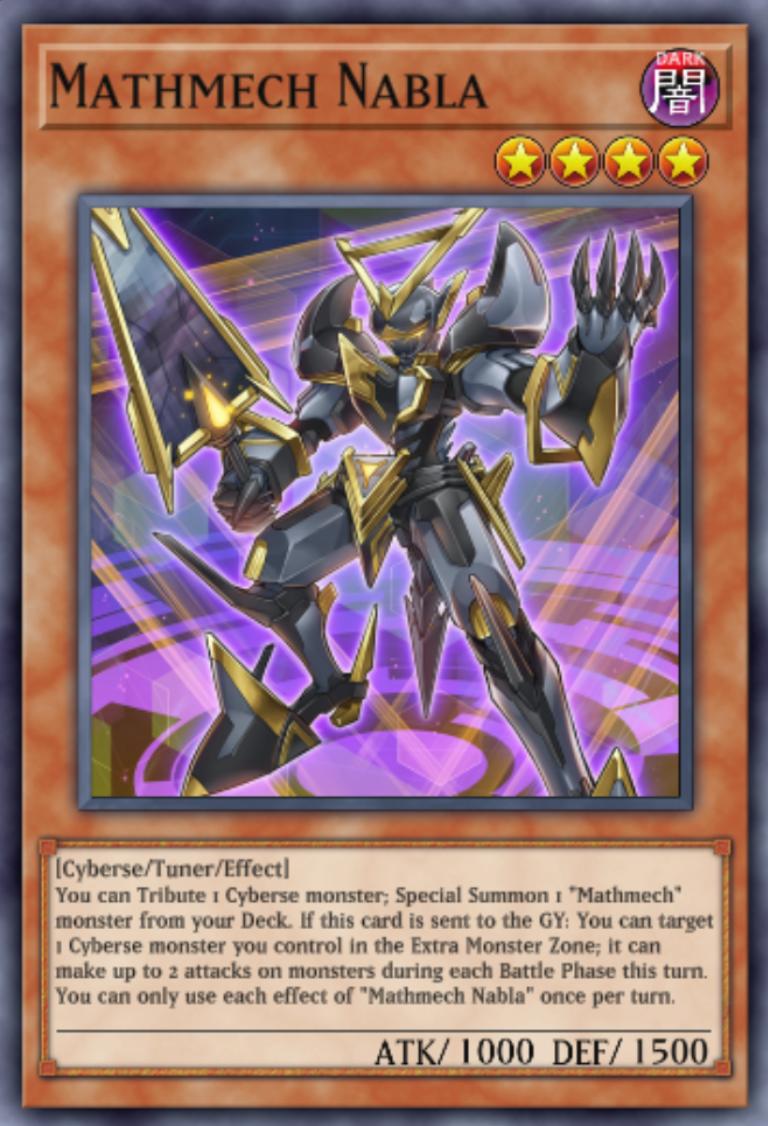 MATHMECH NABLA
DARK
闇
[Cyberse/Tuner/Effect]
You can Tribute 1 Cyberse monster; Special Summon 1 "Mathmech"
monster from your Deck. If this card is sent to the GY: You can target
1 Cyberse monster you control in the Extra Monster Zone; it can
make up to 2 attacks on monsters during each Battle Phase this turn.
You can only use each effect of "Mathmech Nabla" once per turn.
ATK/ 1000 DEF/ 1500